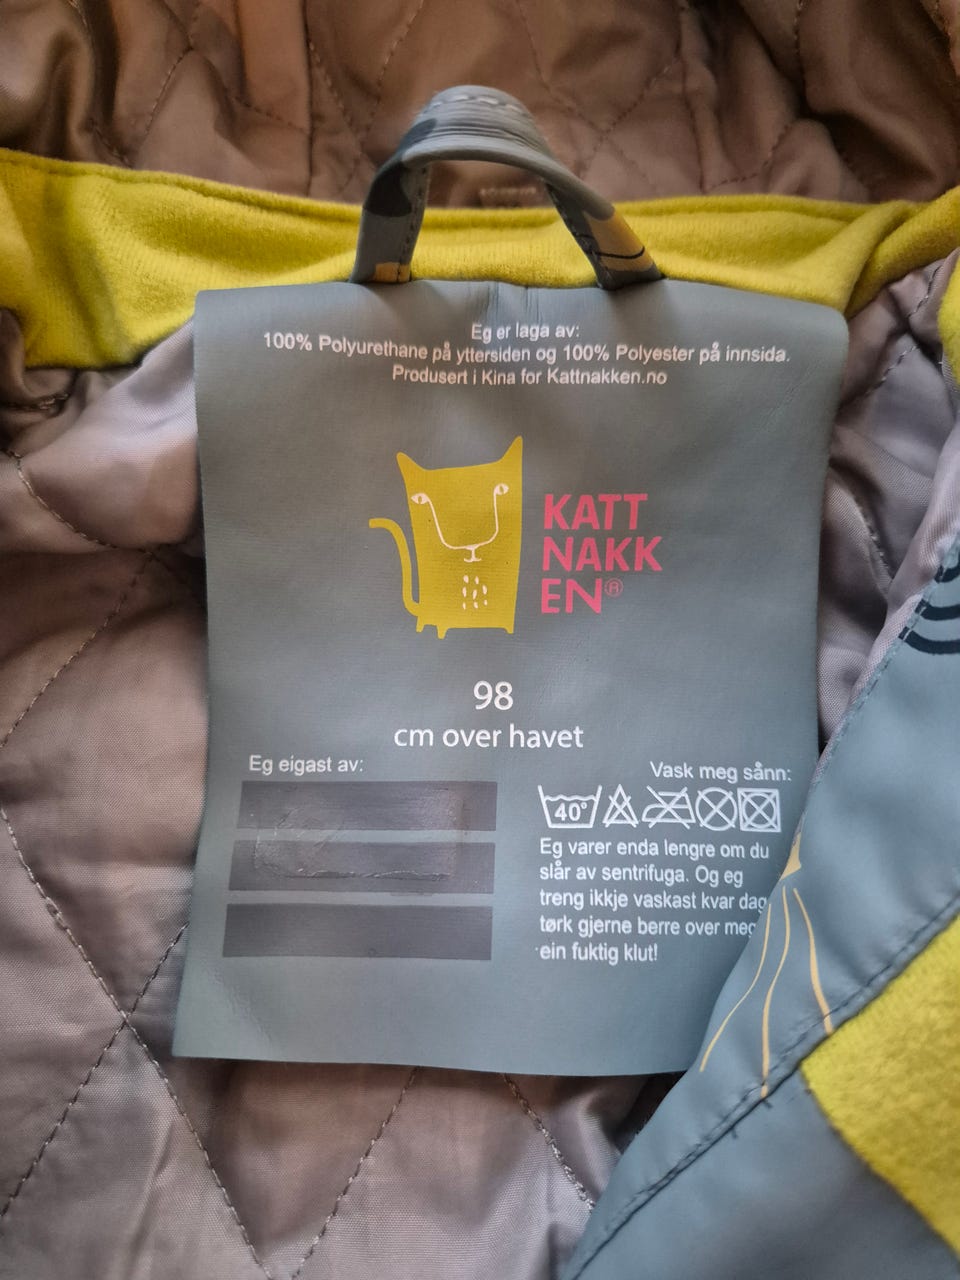 Eg er laga av:
100% Polyurethane på yttersiden og 100% Polyester på innsida.
Produsert i Kina for Kattnakken.no
KATT
NAKK
EN®
98
cm over havet
Eg eigast av:
Vask meg sånn:
40°
Eg varer enda lengre om du
slår av sentrifuga. Og eg
treng ikkje vaskast kvar dag
tørk gjerne berre over meg
ein fuktig klut!